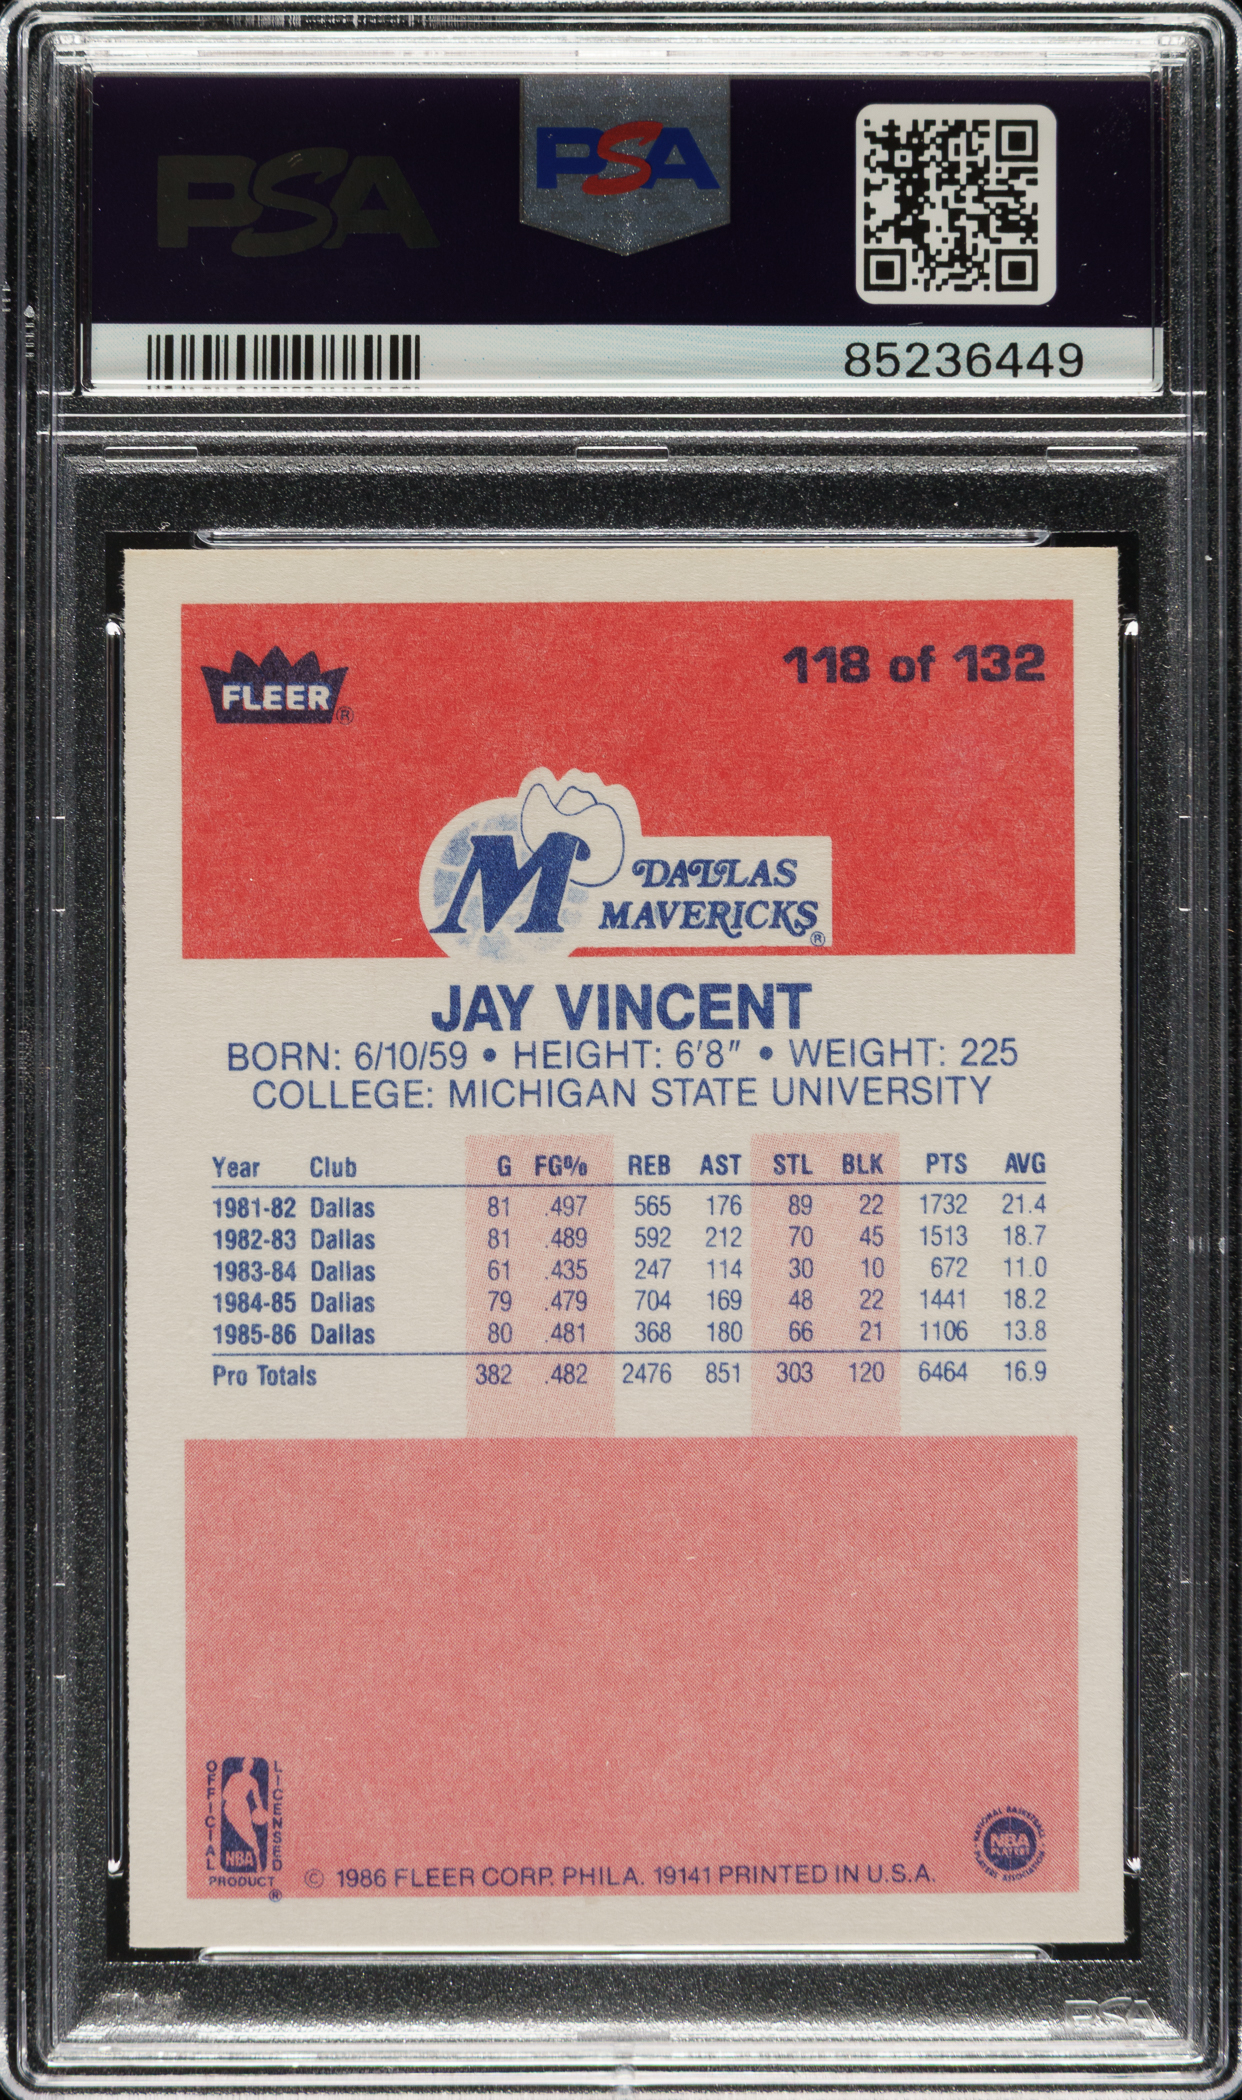 PSA
PSA
85236449
FLEER®
118 of 132
M DALLAS
MAVERICKS®
JAY VINCENT
BORN: 6/10/59 • HEIGHT: 6'8" • WEIGHT: 225
COLLEGE: MICHIGAN STATE UNIVERSITY
Year Club G FG% REB AST STL BLK PTS AVG
1981-82 Dallas 81 .497 565 176 89 22 1732 21.4
1982-83 Dallas 81 .489 592 212 70 45 1513 18.7
1983-84 Dallas 61 .435 247 114 30 10 672 11.0
1984-85 Dallas 79 .479 704 169 48 22 1441 18.2
1985-86 Dallas 80 .481 368 180 66 21 1106 13.8
Pro Totals 382 .482 2476 851 303 120 6464 16.9
OFFICIAL LICENSED
NBA
PRODUCT ®
© 1986 FLEER CORP. PHILA. 19141 PRINTED IN U.S.A.
NATIONAL BASKETBALL
NBA
PLAYERS
PLAYERS ASSOCIATION
PSA